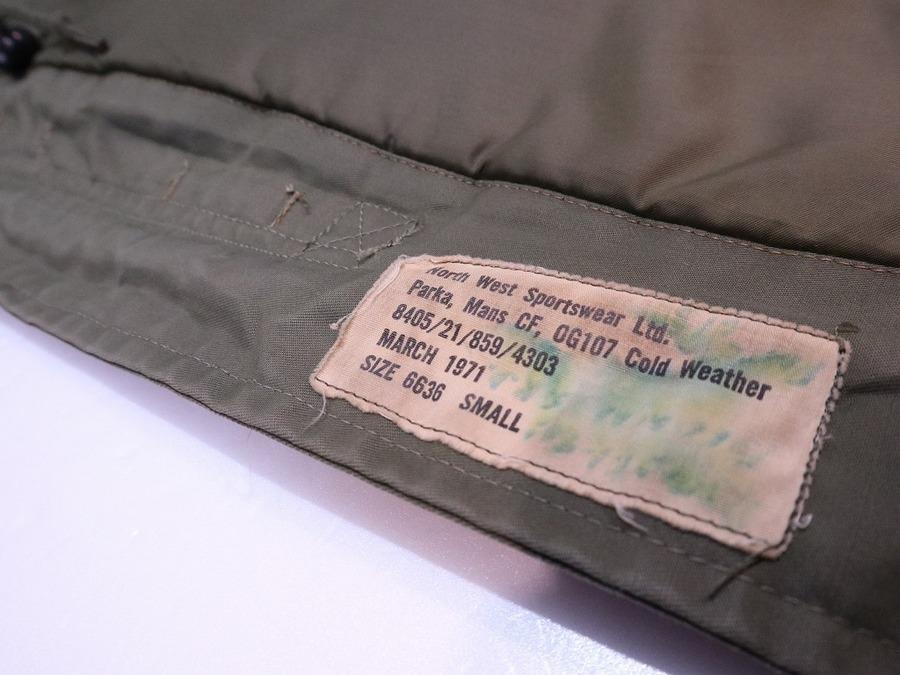 North West Sportswear Ltd.
Parka, Mans CF, OG107 Cold Weather
8405/21/859/4303
MARCH 1971
SIZE 6636 SMALL